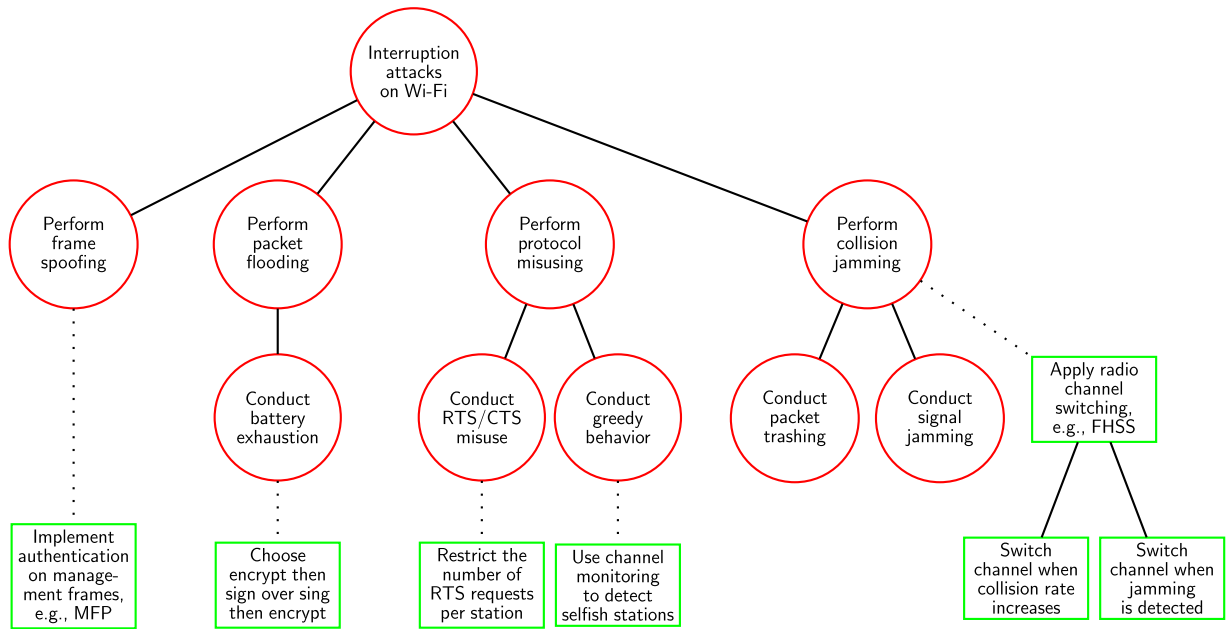 Interruption
attacks
on Wi-Fi
Perform
frame
spoofing
Perform
packet
flooding
Perform
protocol
misusing
Perform
collision
jamming
Conduct
battery
exhaustion
Conduct
RTS/CTS
misuse
Conduct
greedy
behavior
Conduct
packet
trashing
Conduct
signal
jamming
Apply radio
channel
switching,
e.g., FHSS
Implement
authentication
on manage-
ment frames,
e.g., MFP
Choose
encrypt then
sign over sing
then encrypt
Restrict the
number of
RTS requests
per station
Use channel
monitoring
to detect
selfish stations
Switch
channel when
collision rate
increases
Switch
channel when
jamming
is detected